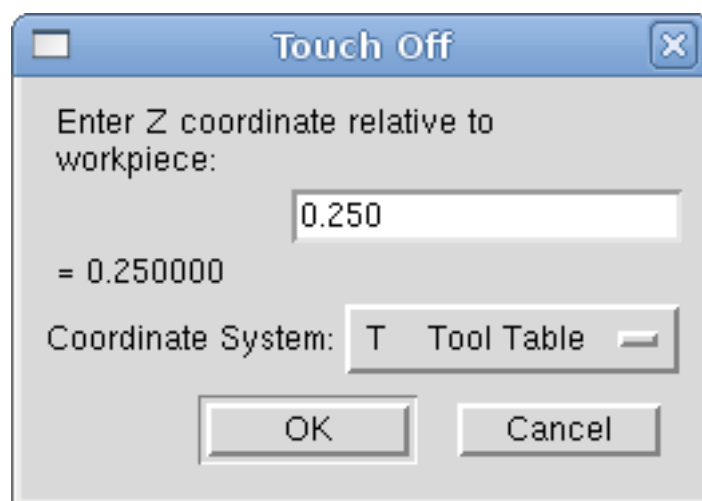 Touch Off
Enter Z coordinate relative to
workpiece:
0.250
= 0.250000
Coordinate System: T Tool Table
OK Cancel